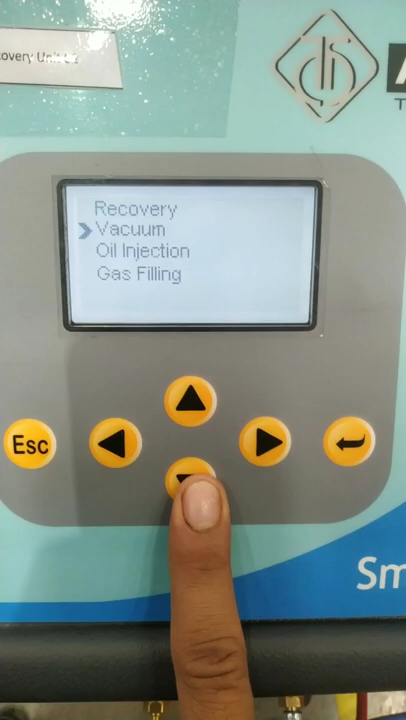 Recovery
Vacuum
Oil Injection
Gas Filling
Esc